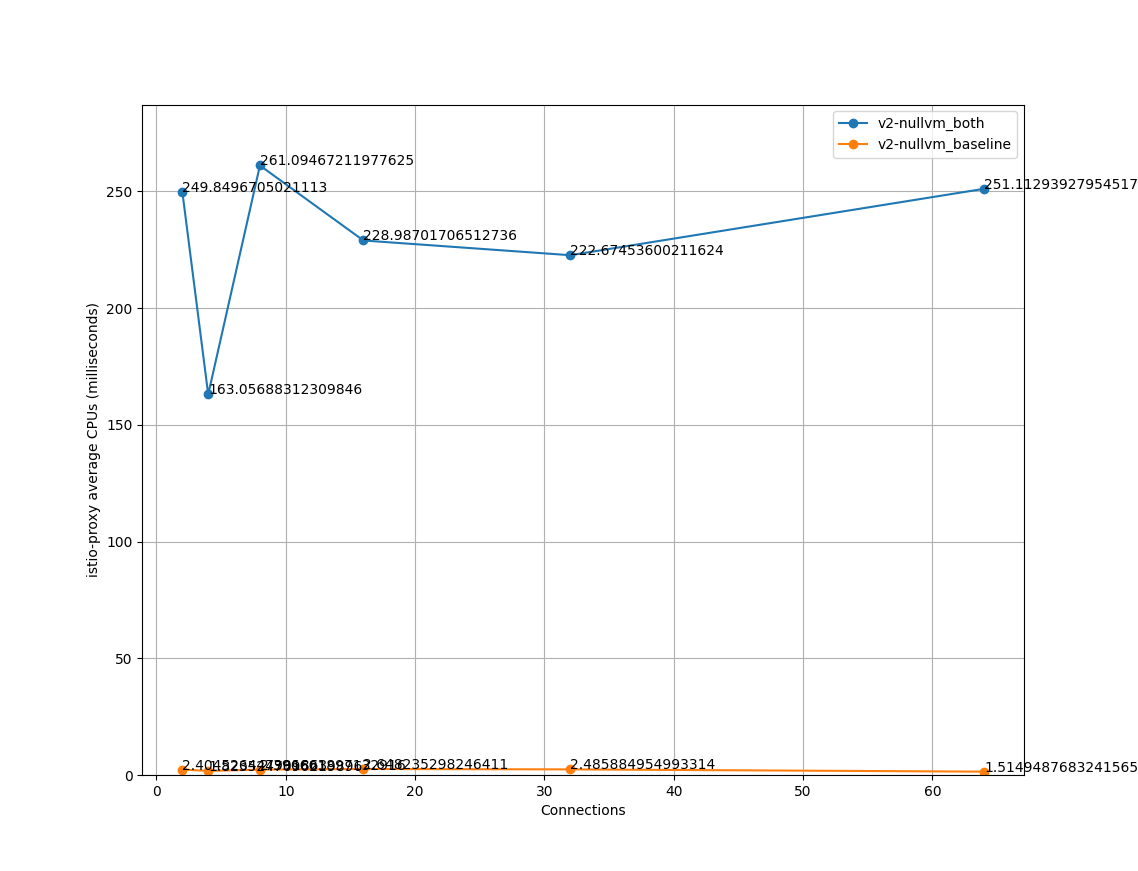 v2-nullvm_both
v2-nullvm_baseline
261.09467211977625
249.8496705021113
251.11293927954517
228.98701706512736
222.67453600211624
163.05688312309846
250
200
150
100
50
0
istio-proxy average CPUs (milliseconds)
2.485884954993314
1.5149487683241565
0 10 20 30 40 50 60
Connections